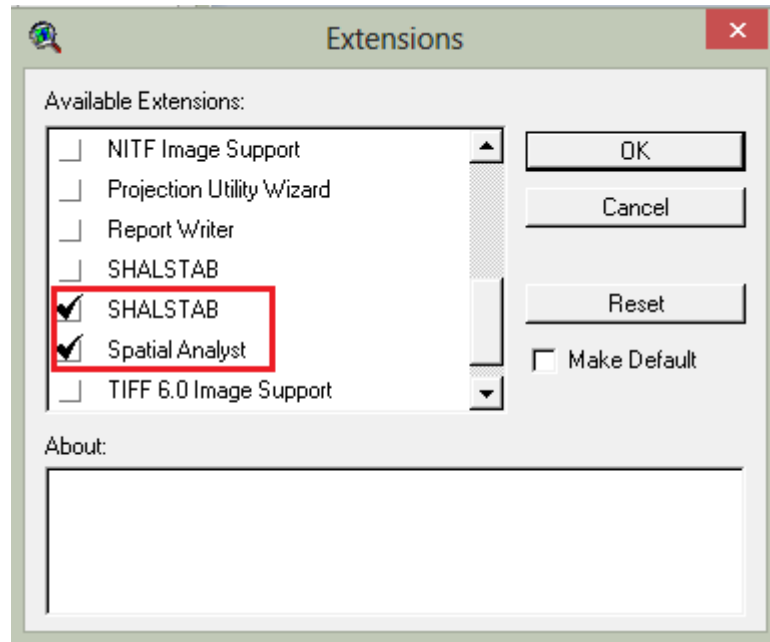 Extensions
Available Extensions:
NITF Image Support
Projection Utility Wizard
Report Writer
SHALSTAB
SHALSTAB
Spatial Analyst
TIFF 6.0 Image Support
OK
Cancel
Reset
Make Default
About: